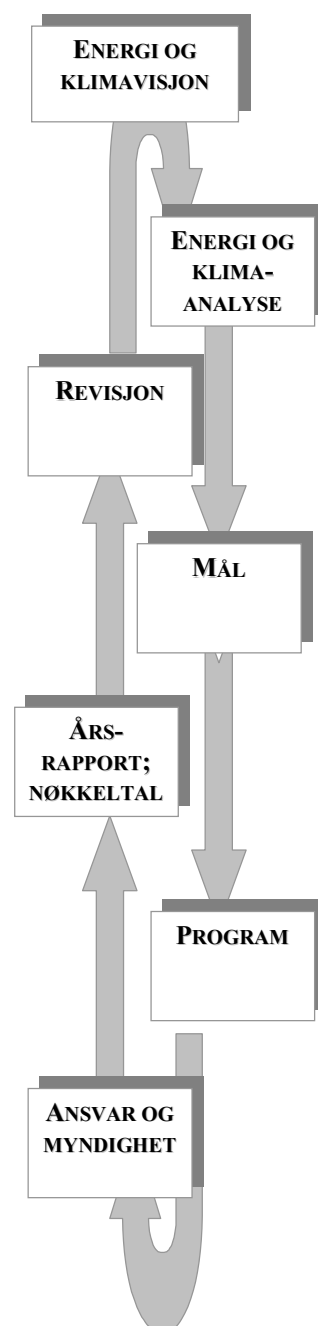 ENERGI OG
KLIMAVISJON
ENERGI OG
KLIMA-
ANALYSE
REVISJON
MÅL
ÅRS-
RAPPORT;
NØKKELTAL
PROGRAM
ANSVAR OG
MYNDIGHET